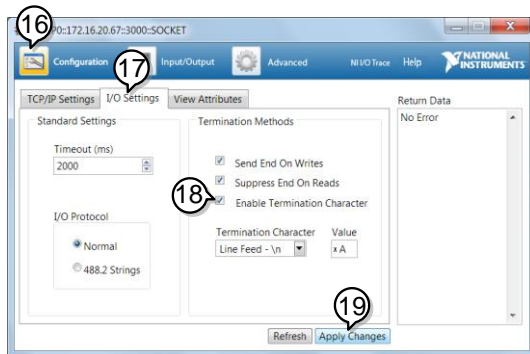 16
P0::172.16.20.67::3000::SOCKET
Configuration
17
Input/Output
Advanced
NI I/O Trace
Help
NATIONAL INSTRUMENTS
TCP/IP Settings
I/O Settings
View Attributes
Return Data
No Error
Standard Settings
Timeout (ms)
2000
I/O Protocol
Normal
488.2 Strings
Termination Methods
Send End On Writes
Suppress End On Reads
18
Enable Termination Character
Termination Character
Value
Line Feed - \n
x A
19
Refresh
Apply Changes